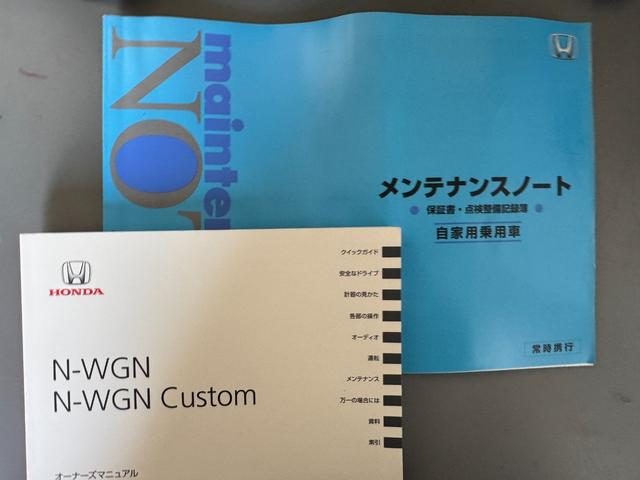 mainte
NO
メンテナンスノート
保証書・点検整備記録簿
自家用乗用車
常時携行
HONDA
N-WGN
N-WGN Custom
オーナーズマニュアル
クイックガイド
安全なドライブ
計器の見かた
各部の操作
オーディオ
運転
メンテナンス
万一の場合には
資料
索引